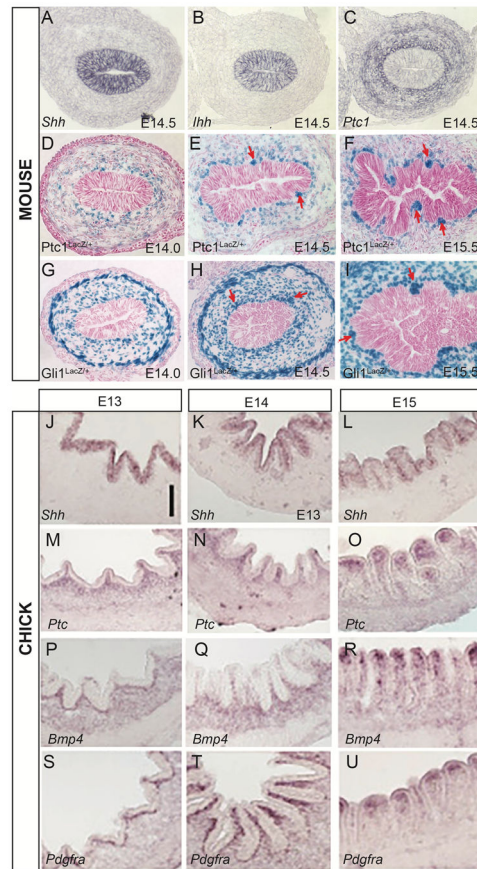 MOUSE
A
Shh
E14.5
B
Ihh
E14.5
C
Ptc1
E14.5
D
Ptc1LacZ/+
E14.0
E
Ptc1LacZ/+
E14.5
F
Ptc1LacZ/+
E15.5
G
Gli1LacZ/+
E14.0
H
Gli1LacZ/+
E14.5
I
Gli1LacZ/+
E15.5
CHICK
E13
E14
E15
J
Shh
K
Shh
E13
L
Shh
M
Ptc
N
Ptc
O
Ptc
P
Bmp4
Q
Bmp4
R
Bmp4
S
Pdgfra
T
Pdgfra
U
Pdgfra